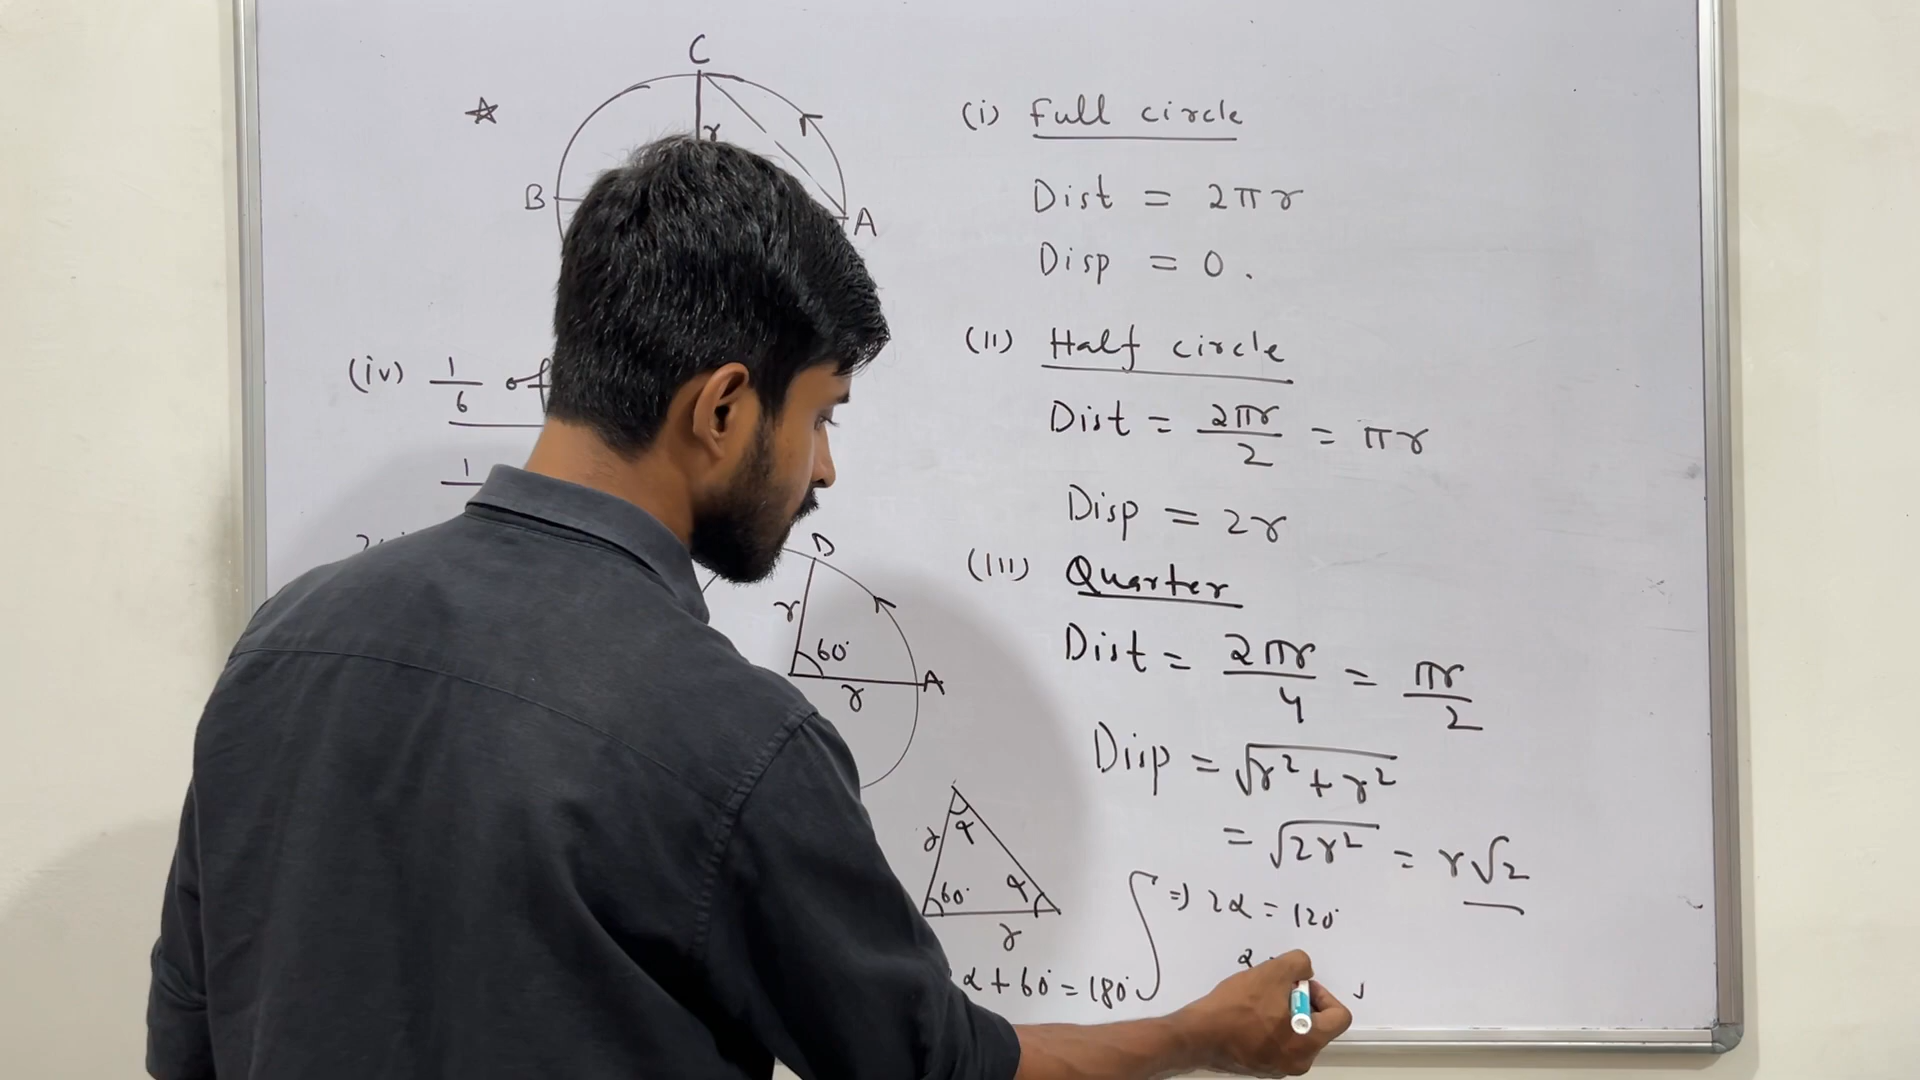 ☆
C
r
B
A
(iv) 1/6 of
1
D
r
60°
r
A
α
r
60°
α
r
α + 60° = 180°
(i) Full circle
Dist = 2πr
Disp = 0.
(ii) Half circle
Dist = 2πr/2 = πr
Disp = 2r
(iii) Quarter
Dist = 2πr/4 = πr/2
Disp = √(r² + r²)
= √(2r²) = r√2
⇒ 2α = 120°
α